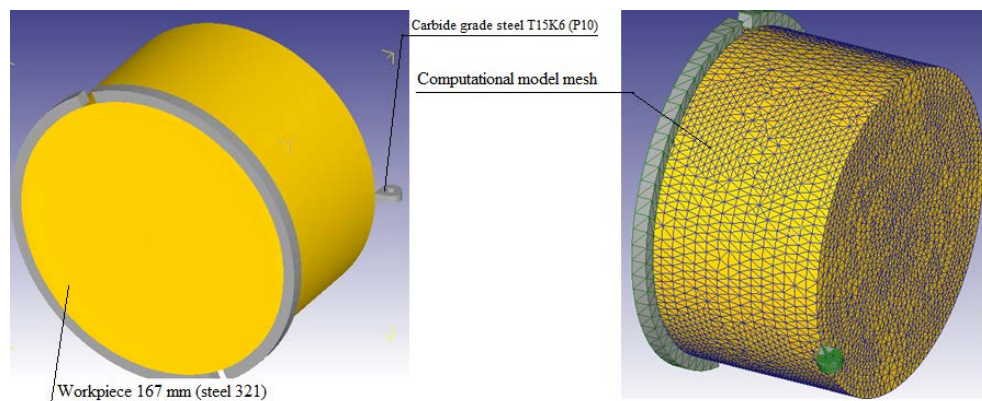 Carbide grade steel T15K6 (P10)
Computational model mesh
Workpiece 167 mm (steel 321)